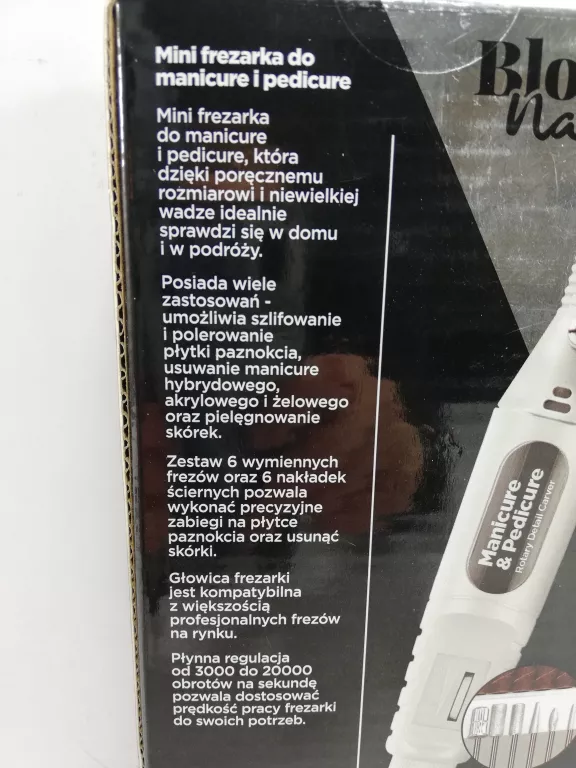 Mini frezarka do
manicure i pedicure
Mini frezarka
do manicure
i pedicure, która
dzięki poręcznemu
rozmiarowi i niewielkiej
wadze idealnie
sprawdzi się w domu
i w podróży.
Posiada wiele
zastosowań -
umożliwia szlifowanie
i polerowanie
płytki paznokcia,
usuwanie manicure
hybrydowego,
akrylowego i żelowego
oraz pielęgnowanie
skórek.
Zestaw 6 wymiennych
frezów oraz 6 nakładek
ściernych pozwala
wykonać precyzyjne
zabiegi na płytce
paznokcia oraz usunąć
skórki.
Głowica frezarki
jest kompatybilna
z większością
profesjonalnych frezów
na rynku.
Płynna regulacja
od 3000 do 20000
obrotów na sekundę
pozwala dostosować
prędkość pracy frezarki
do swoich potrzeb.
Blo
na
Manicure
& Pedicure
Rotary Detail Carver